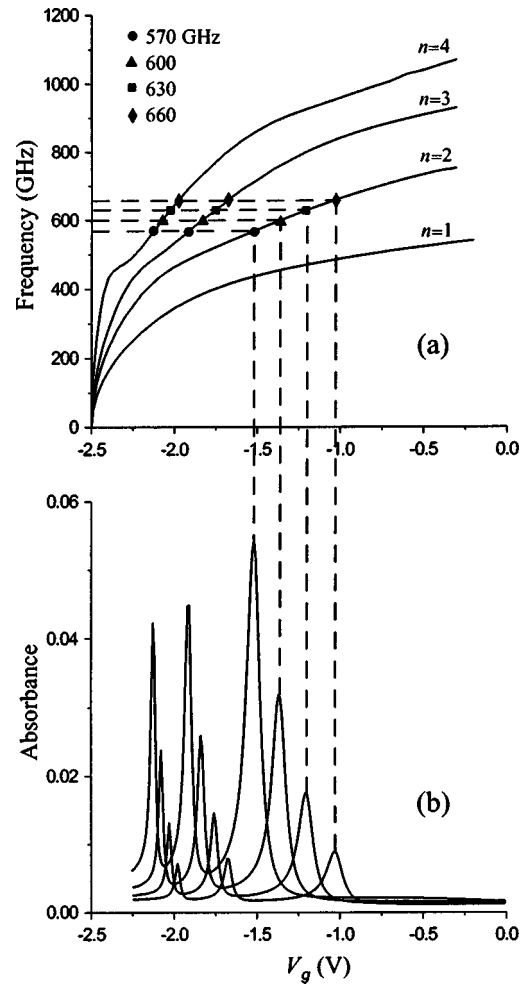 1200
1000
800
600
400
200
0
Frequency (GHz)
570 GHz
600
630
660
n=4
n=3
n=2
n=1
(a)
-2.5 -2.0 -1.5 -1.0 -0.5 0.0
0.06
0.04
0.02
0.00
Absorbance
(b)
-2.5 -2.0 -1.5 -1.0 -0.5 0.0
Vg (V)